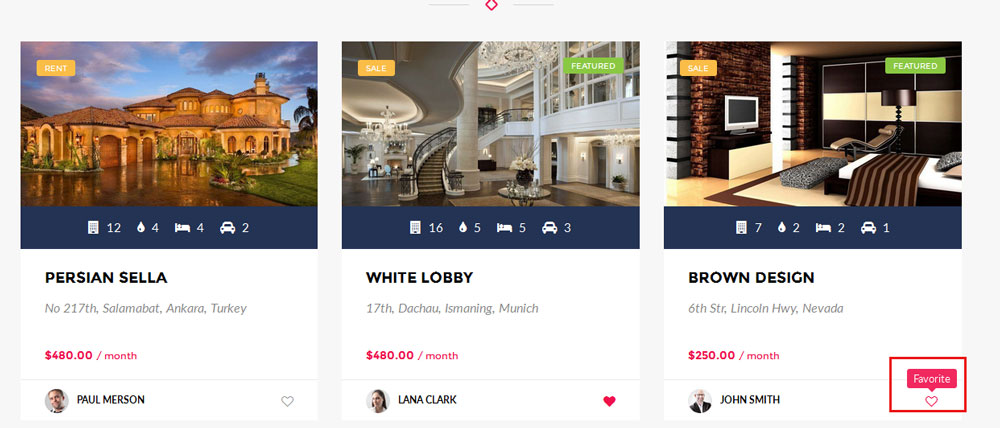 RENT
12 4 4 2
PERSIAN SELLA
No 217th, Salamabat, Ankara, Turkey
$480.00 / month
PAUL MERSON
SALE
FEATURED
16 5 5 3
WHITE LOBBY
17th, Dachau, Ismaning, Munich
$480.00 / month
LANA CLARK
SALE
FEATURED
7 2 2 1
BROWN DESIGN
6th Str, Lincoln Hwy, Nevada
$250.00 / month
Favorite
JOHN SMITH